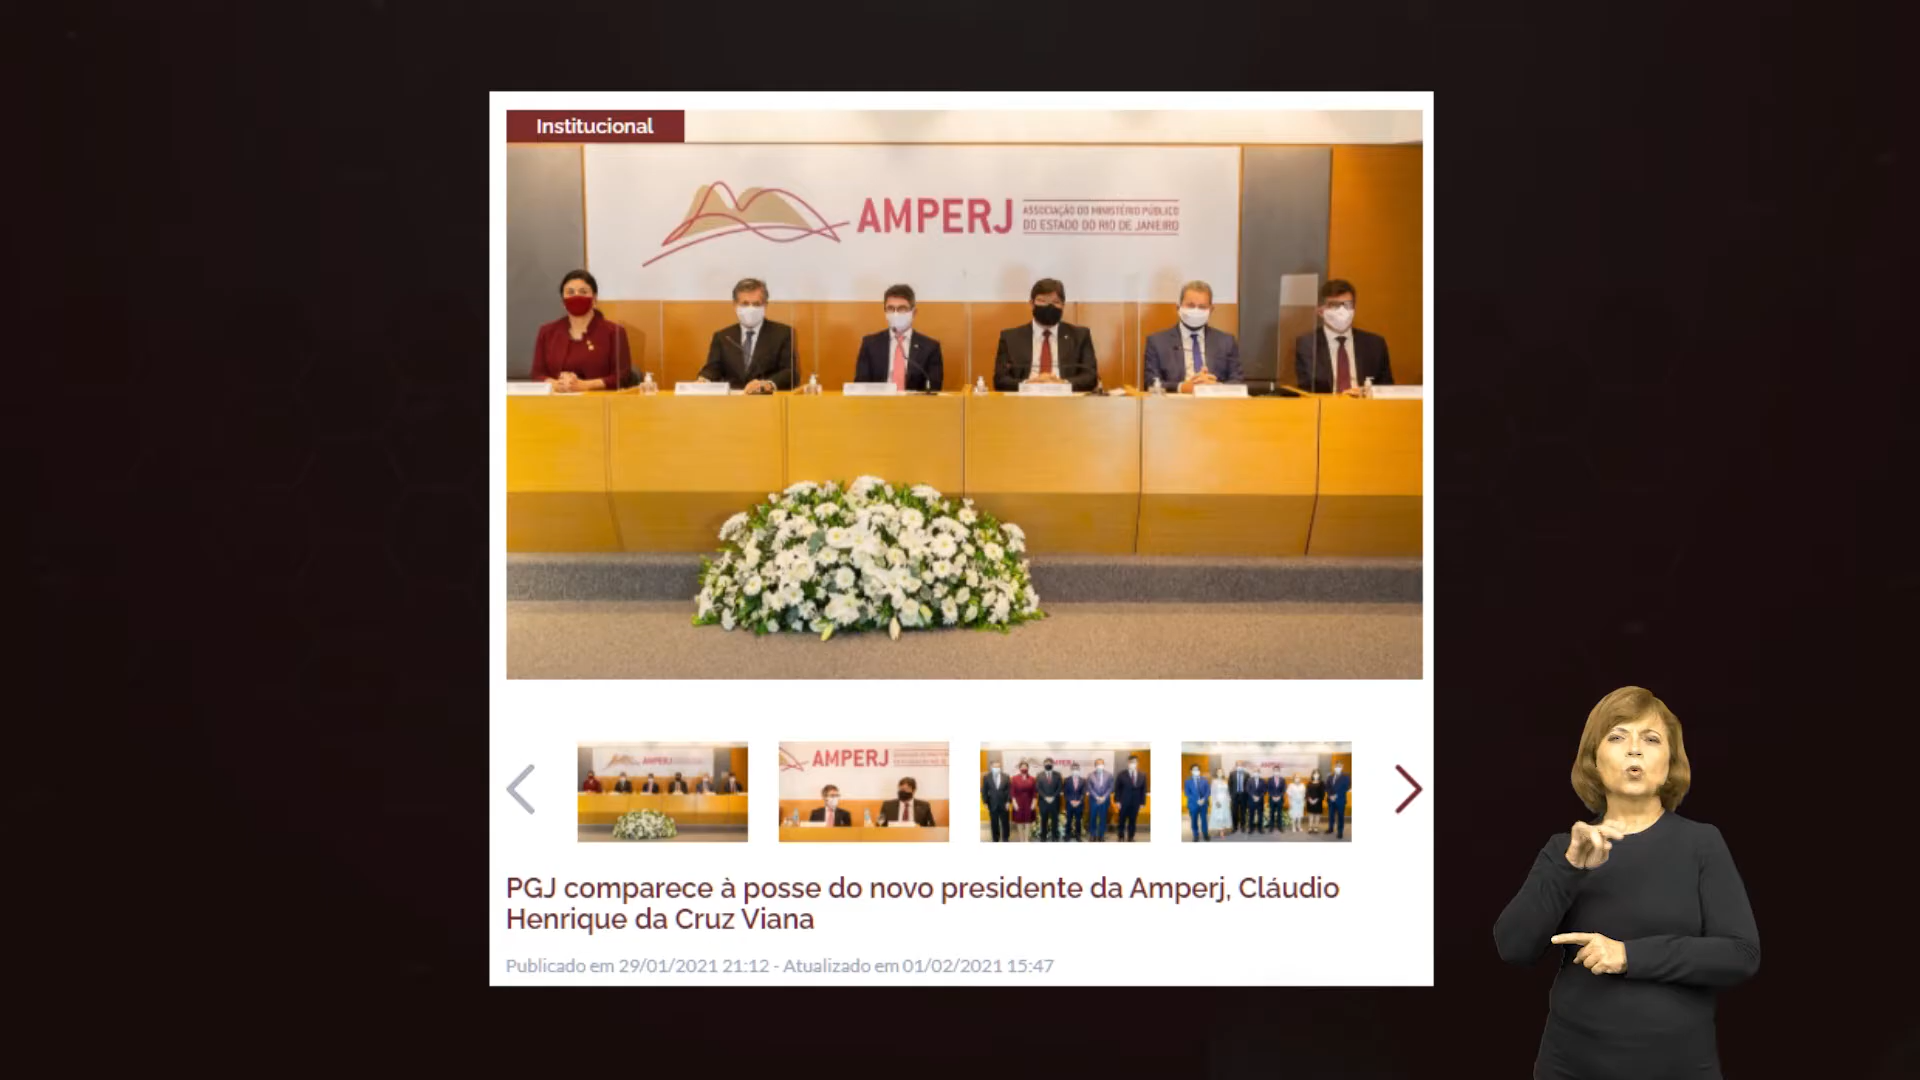 Institucional
AMPERJ
ASSOCIAÇÃO DO MINISTÉRIO PÚBLICO
DO ESTADO DO RIO DE JANEIRO
AMPERJ
AMPERJ
AMPERJ
PGJ comparece à posse do novo presidente da Amperj, Cláudio
Henrique da Cruz Viana
Publicado em 29/01/2021 21:12 - Atualizado em 01/02/2021 15:47